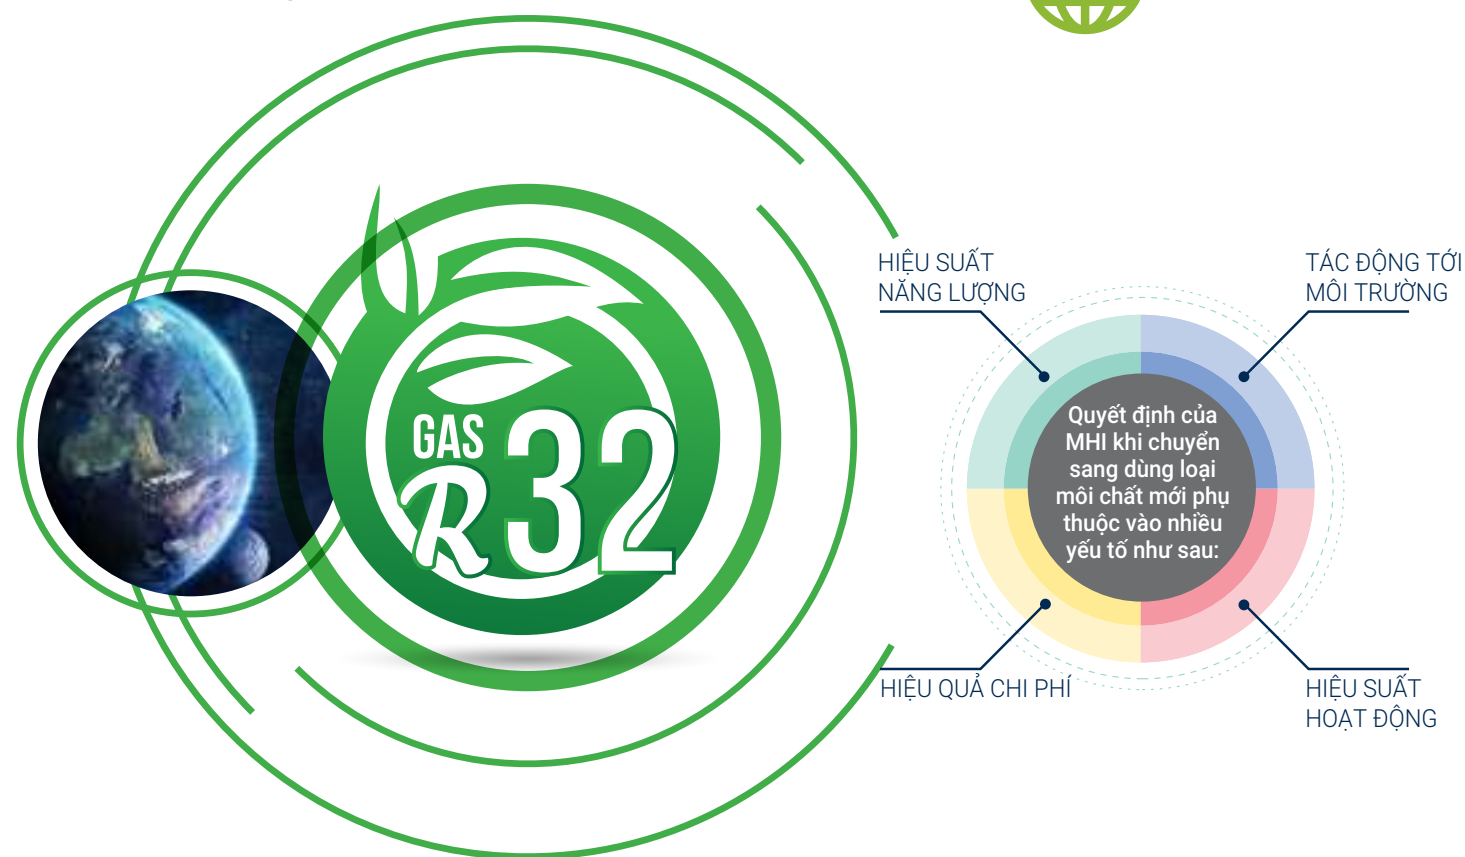 GAS
R32
HIỆU SUẤT
NĂNG LƯỢNG
TÁC ĐỘNG TỚI
MÔI TRƯỜNG
Quyết định của
MHI khi chuyển
sang dùng loại
môi chất mới phụ
thuộc vào nhiều
yếu tố như sau:
HIỆU QUẢ CHI PHÍ
HIỆU SUẤT
HOẠT ĐỘNG